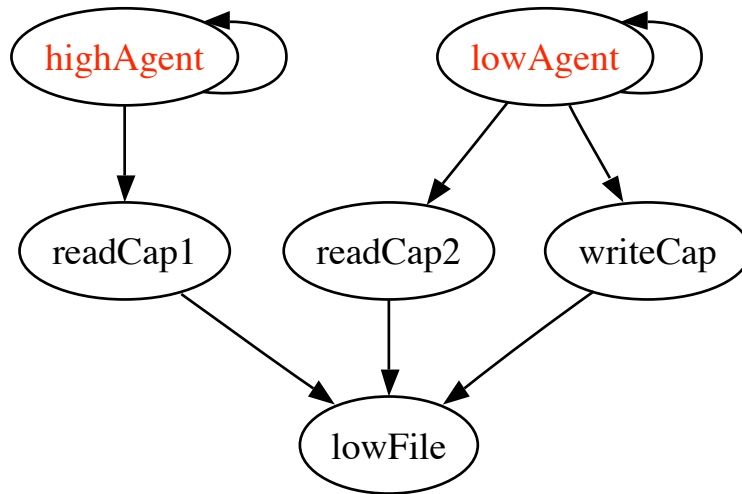 highAgent
lowAgent
readCap1
readCap2
writeCap
lowFile